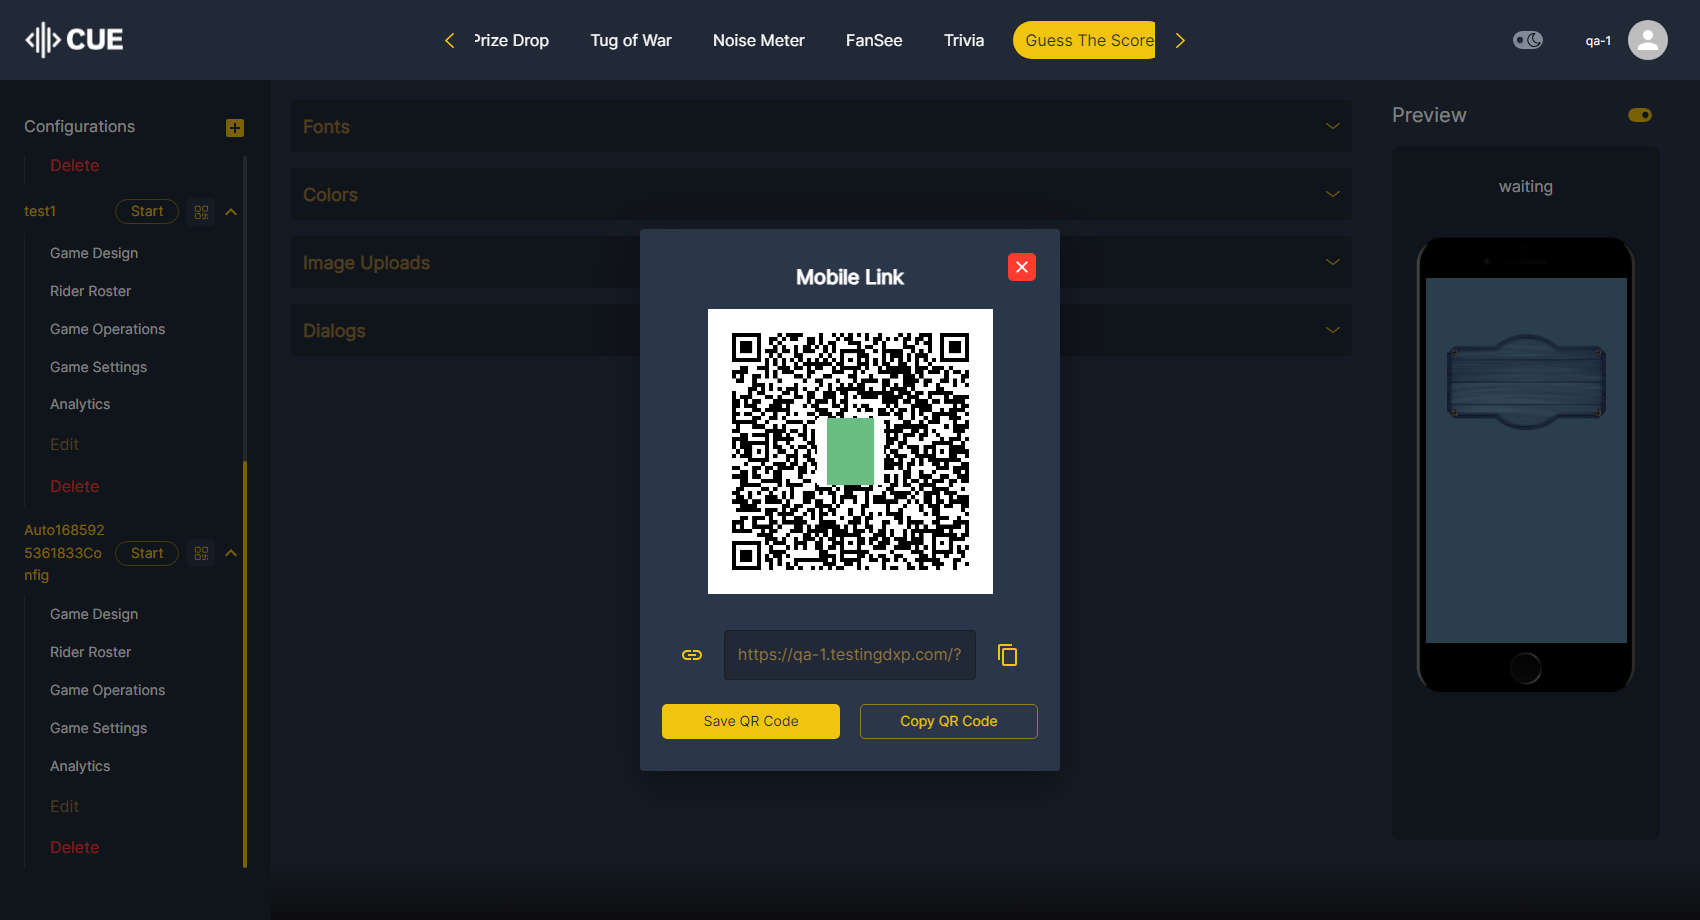 CUE
Prize Drop
Tug of War
Noise Meter
FanSee
Trivia
Guess The Score
qa-1
Configurations
Delete
test1
Start
Game Design
Rider Roster
Game Operations
Game Settings
Analytics
Edit
Delete
Auto168592
5361833Co
nfig
Start
Game Design
Rider Roster
Game Operations
Game Settings
Analytics
Edit
Delete
Fonts
Colors
Image Uploads
Dialogs
Mobile Link
https://qa-1.testingdxp.com/?
Save QR Code
Copy QR Code
Preview
waiting